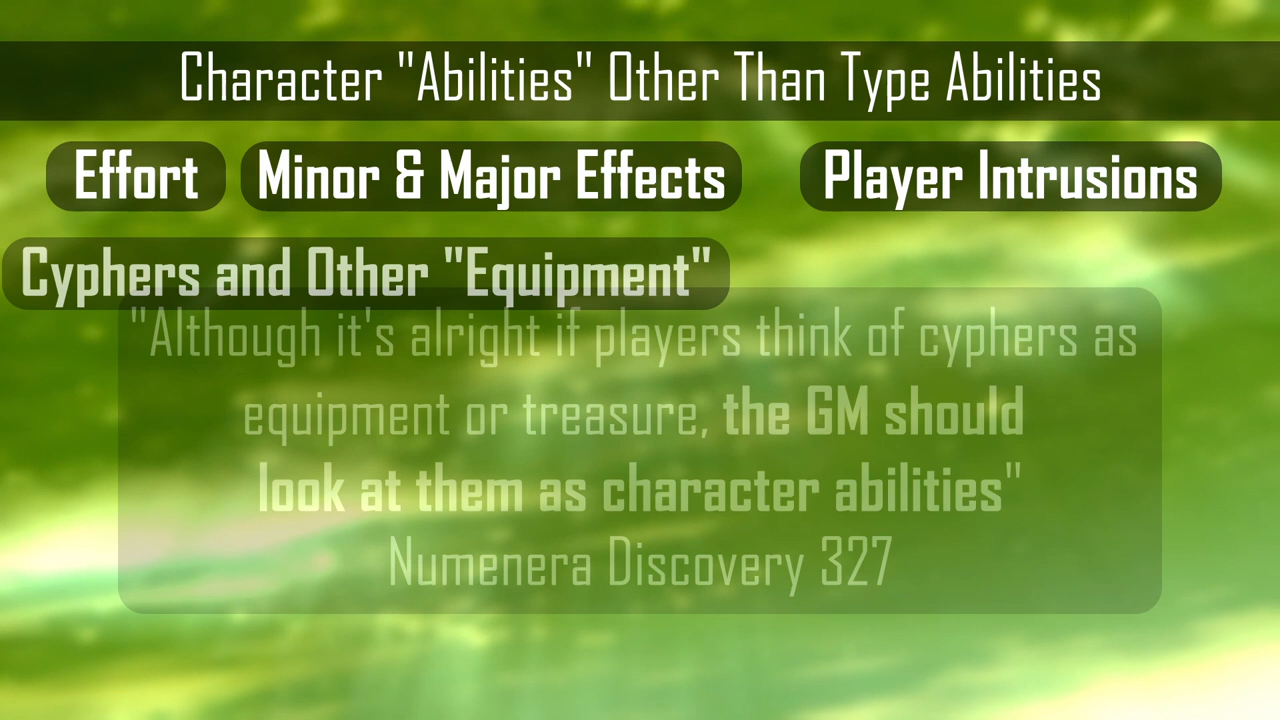 Character "Abilities" Other Than Type Abilities
Effort Minor & Major Effects Player Intrusions
Cyphers and Other "Equipment"
"Although it's alright if players think of cyphers as
equipment or treasure, the GM should
look at them as character abilities"
Numenera Discovery 327